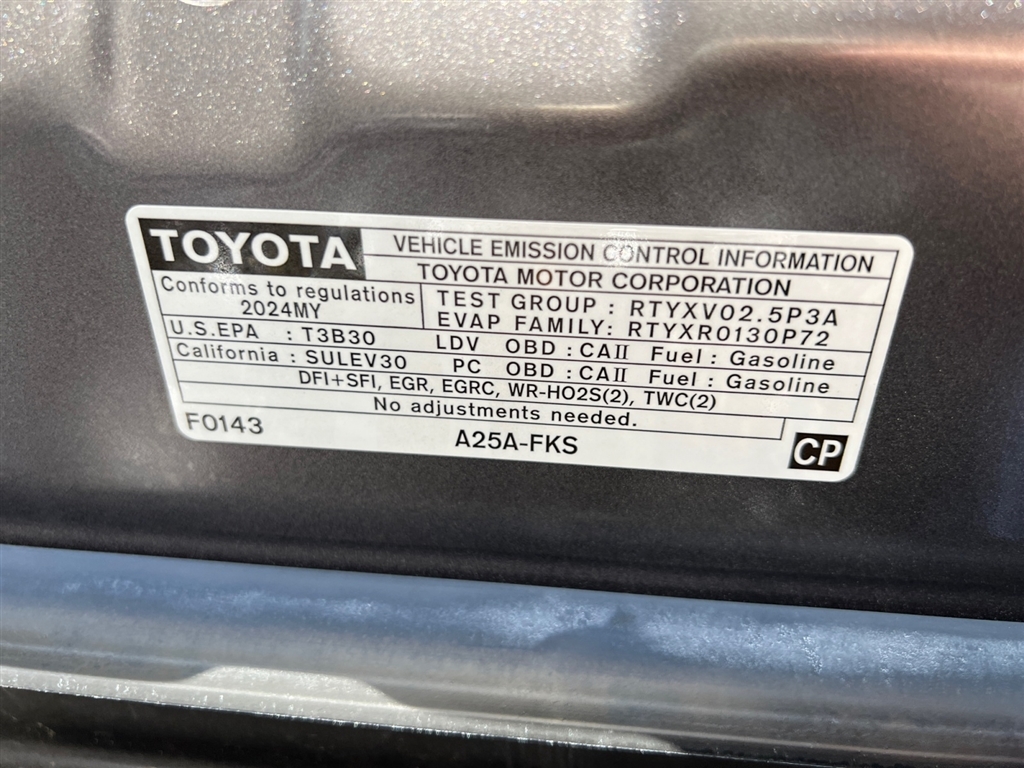 TOYOTA
VEHICLE EMISSION CONTROL INFORMATION
TOYOTA MOTOR CORPORATION
Conforms to regulations
2024MY
TEST GROUP : RTYXV02.5P3A
EVAP FAMILY: RTYXR0130P72
U.S.EPA : T3B30 LDV OBD : CAII Fuel : Gasoline
California : SULEV30 PC OBD : CAII Fuel : Gasoline
DFI+SFI, EGR, EGRC, WR-HO2S(2), TWC(2)
No adjustments needed.
F0143
A25A-FKS
CP